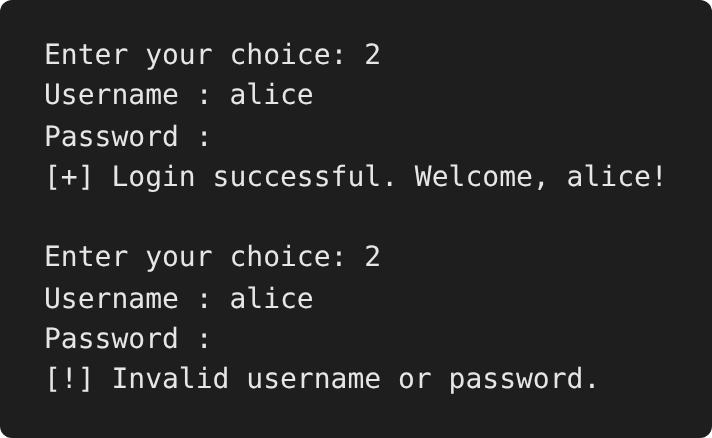 Enter your choice: 2
Username : alice
Password :
[+] Login successful. Welcome, alice!
Enter your choice: 2
Username : alice
Password :
[!] Invalid username or password.